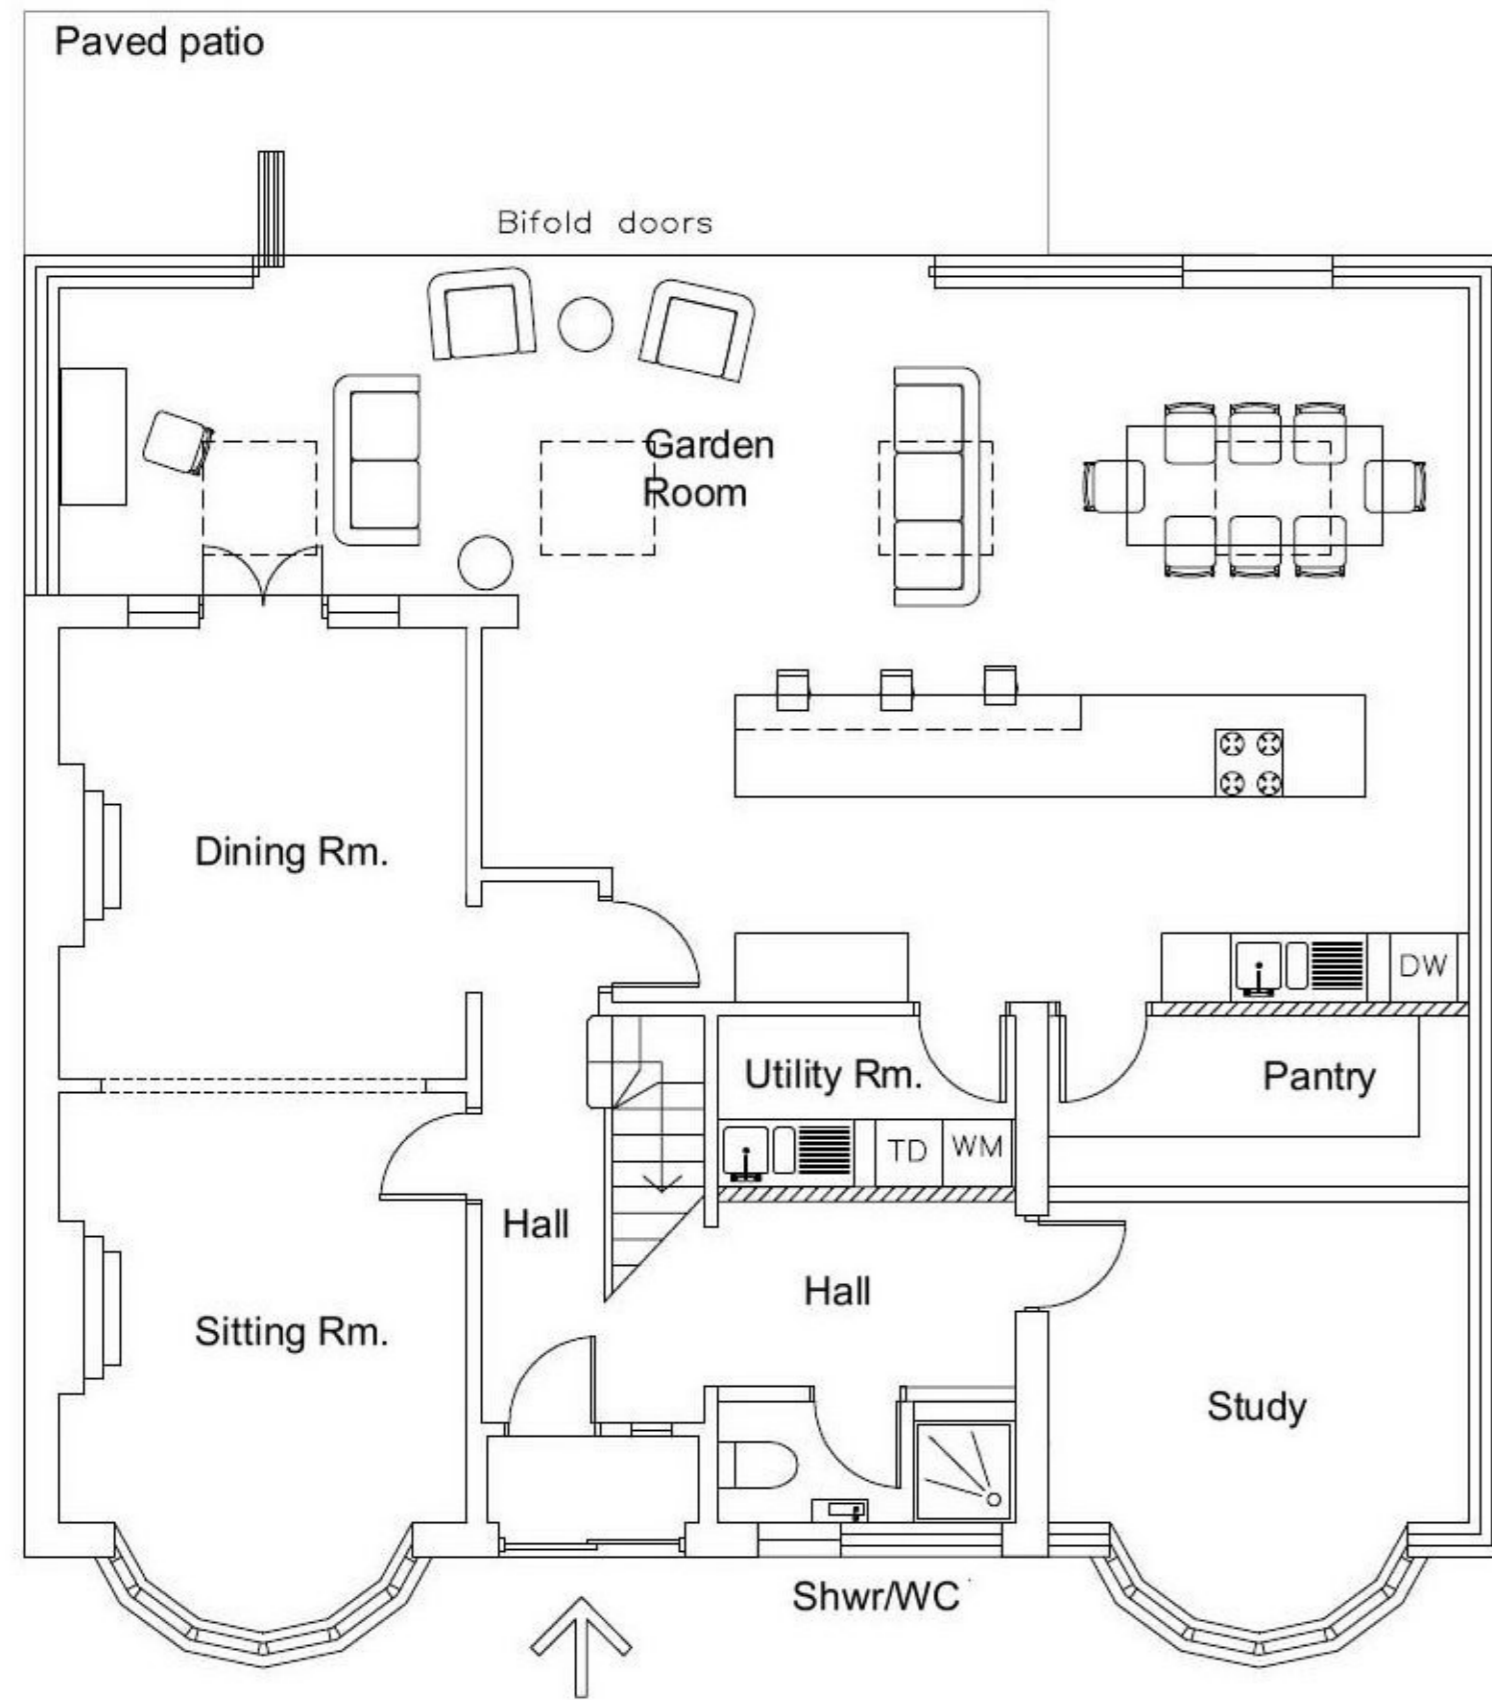 Paved patio
Bifold doors
Garden
Room
Dining Rm.
DW
Utility Rm.
Pantry
TD
WM
Hall
Hall
Sitting Rm.
Study
Shwr/WC